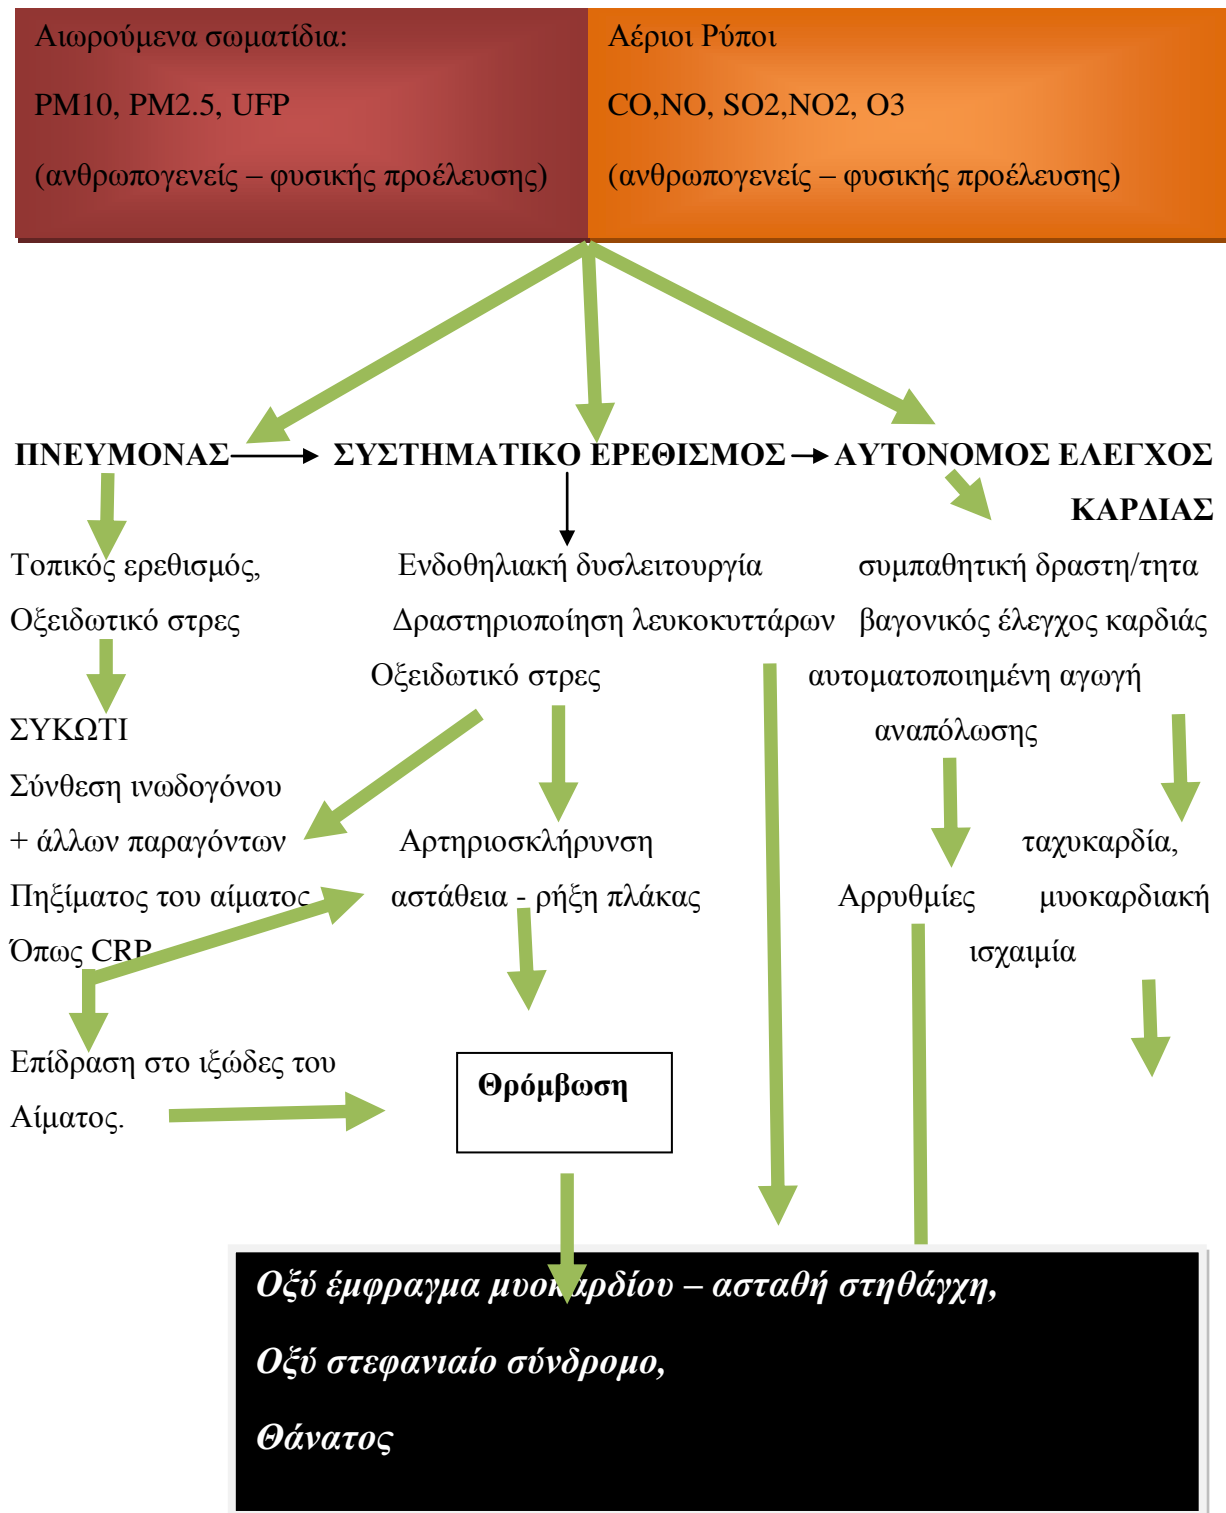 Αιωρούμενα σωματίδια:
PM10, PM2.5, UFP
(ανθρωπογενείς – φυσικής προέλευσης)
Αέριοι Ρύποι
CO,NO, SO2,NO2, O3
(ανθρωπογενείς – φυσικής προέλευσης)
ΠΝΕΥΜΟΝΑΣ
ΣΥΣΤΗΜΑΤΙΚΟ ΕΡΕΘΙΣΜΟΣ
ΑΥΤΟΝΟΜΟΣ ΕΛΕΓΧΟΣ
ΚΑΡΔΙΑΣ
Τοπικός ερεθισμός,
Οξειδωτικό στρες
Ενδοθηλιακή δυσλειτουργία
Δραστηριοποίηση λευκοκυττάρων
Οξειδωτικό στρες
συμπαθητική δραστη/τητα
βαγονικός έλεγχος καρδιάς
αυτοματοποιημένη αγωγή
αναπόλωσης
ΣΥΚΩΤΙ
Σύνθεση ινωδογόνου
+ άλλων παραγόντων
Πηξίματος του αίματος
Όπως CRP
Αρτηριοσκλήρυνση
αστάθεια - ρήξη πλάκας
ταχυκαρδία,
Αρρυθμίες μυοκαρδιακή
ισχαιμία
Επίδραση στο ιξώδες του
Αίματος.
Θρόμβωση
Οξύ έμφραγμα μυοκαρδίου – ασταθή στηθάγχη,
Οξύ στεφανιαίο σύνδρομο,
Θάνατος